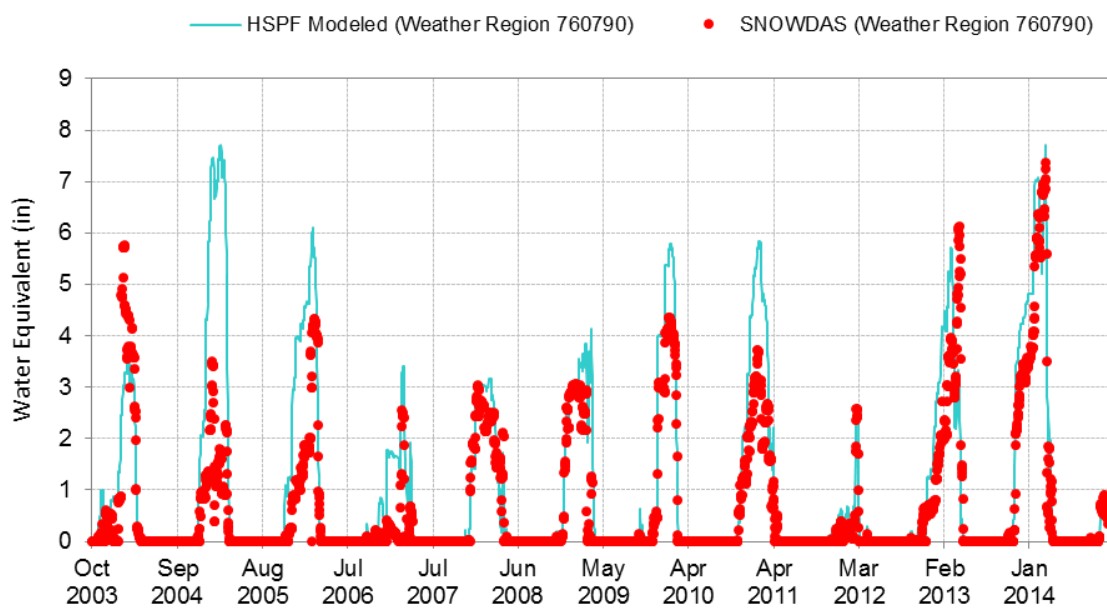 HSPF Modeled (Weather Region 760790) SNOWDAS (Weather Region 760790)
9
8
7
6
5
4
3
2
1
0
Water Equivalent (in)
Oct Sep Aug Jul Jul Jun May Apr Apr Mar Feb Jan
2003 2004 2005 2006 2007 2008 2009 2010 2011 2012 2013 2014